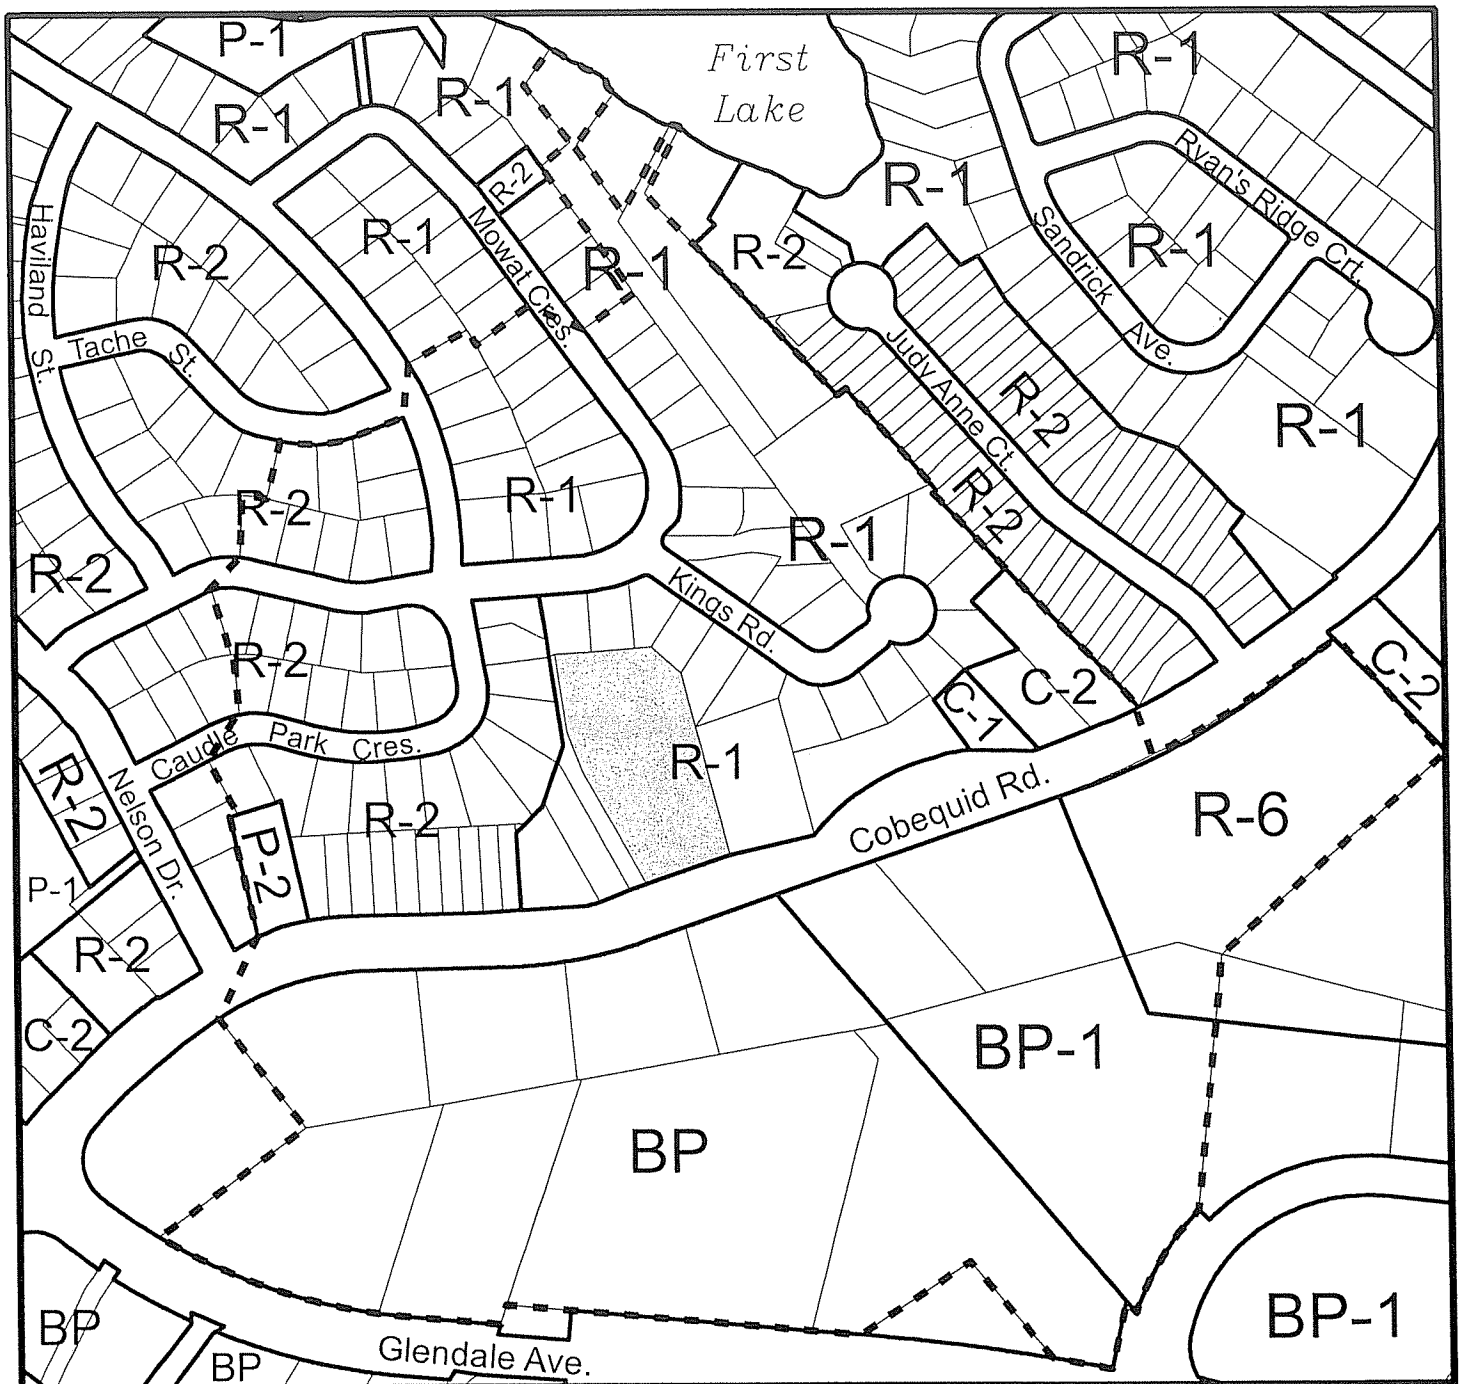 P-1
First
Lake
R-1
R-1
R-1
R-1
R-2
Ryan's Ridge Crt.
Haviland St.
R-2
R-1
Mowat Cres.
R-1
R-2
Sandrick Ave.
R-1
Tache St.
Judy Anne Ct.
R-2
R-1
R-2
R-1
R-2
R-1
R-2
Kings Rd.
R-2
C-2
C-2
C-1
Caudle Park Cres.
R-1
R-2
Nelson Dr.
R-2
P-2
Cobequid Rd.
R-6
P-1
R-2
C-2
BP-1
BP
BP
BP
Glendale Ave.
BP-1